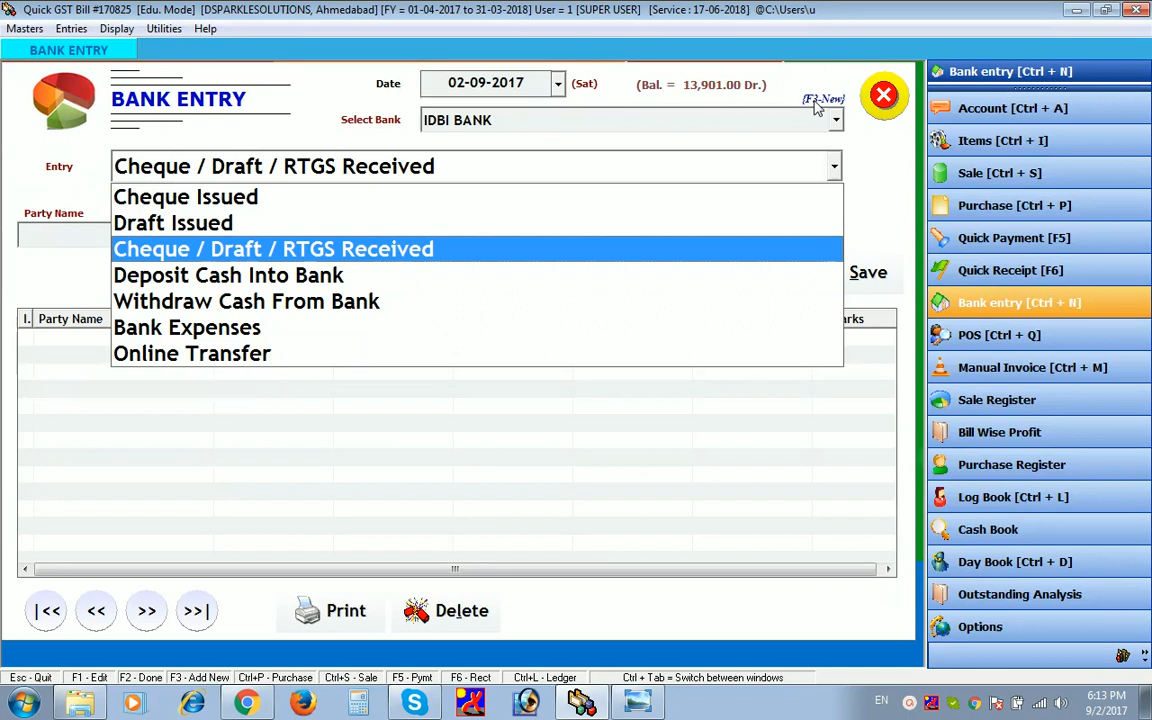 Quick GST Bill #170825 [Edu. Mode] [DSPARKLESOLUTIONS, Ahmedabad] [FY = 01-04-2017 to 31-03-2018] User = 1 [SUPER USER] [Service : 17-06-2018] @C:\Users\u
Masters Entries Display Utilities Help
BANK ENTRY
BANK ENTRY
Date 02-09-2017 (Sat) (Bal. = 13,901.00 Dr.)
{F3-New}
Select Bank IDBI BANK
Entry Cheque / Draft / RTGS Received
Cheque Issued
Draft Issued
Cheque / Draft / RTGS Received
Deposit Cash Into Bank
Withdraw Cash From Bank
Bank Expenses
Online Transfer
Party Name
Save
I. Party Name
|<< << >> >>| Print Delete
Bank entry [Ctrl + N]
Account [Ctrl + A]
Items [Ctrl + I]
Sale [Ctrl + S]
Purchase [Ctrl + P]
Quick Payment [F5]
Quick Receipt [F6]
Bank entry [Ctrl + N]
POS [Ctrl + Q]
Manual Invoice [Ctrl + M]
Sale Register
Bill Wise Profit
Purchase Register
Log Book [Ctrl + L]
Cash Book
Day Book [Ctrl + D]
Outstanding Analysis
Options
Esc - Quit F1 - Edit F2 - Done F3 - Add New Ctrl+P - Purchase Ctrl+S - Sale F5 - Pymt F6 - Rect Ctrl+L - Ledger Ctrl + Tab = Switch between windows
EN 6:13 PM
9/2/2017